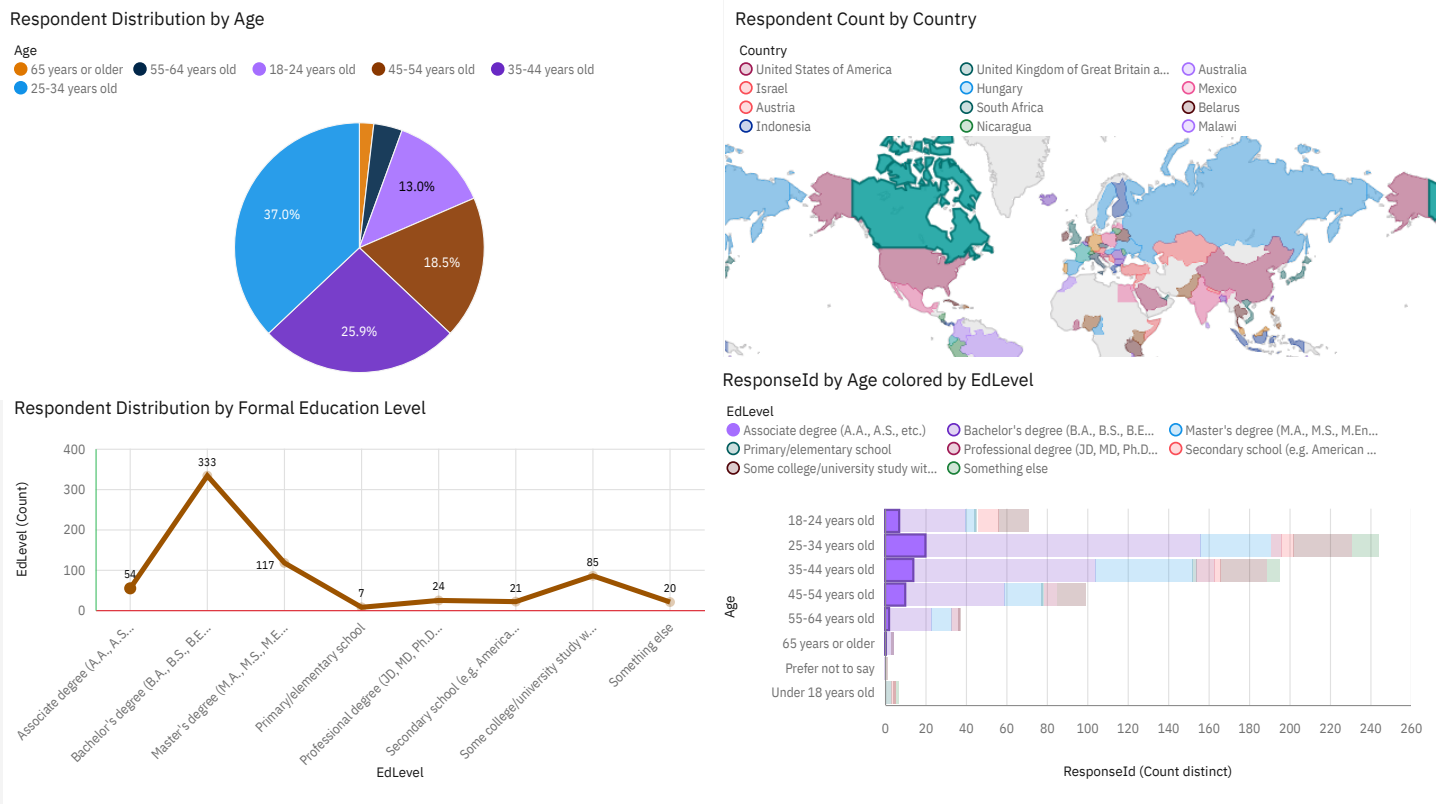 Respondent Distribution by Age
Age
65 years or older 55-64 years old 18-24 years old 45-54 years old 35-44 years old
25-34 years old
13.0%
37.0%
18.5%
25.9%
Respondent Count by Country
Country
United States of America United Kingdom of Great Britain a... Australia
Israel Hungary Mexico
Austria South Africa Belarus
Indonesia Nicaragua Malawi
Respondent Distribution by Formal Education Level
EdLevel (Count)
400
300
200
100
0
54
333
117
7
24
21
85
20
Associate degree (A.A., A.S...
Bachelor's degree (B.A., B.S., B.E...
Master's degree (M.A., M.S., M.E...
Primary/elementary school
Professional degree (JD, MD, Ph.D...
Secondary school (e.g. America...
Some college/university study w...
Something else
EdLevel
ResponseId by Age colored by EdLevel
EdLevel
Associate degree (A.A., A.S., etc.) Bachelor's degree (B.A., B.S., B.E... Master's degree (M.A., M.S., M.En...
Primary/elementary school Professional degree (JD, MD, Ph.D... Secondary school (e.g. American ...
Some college/university study wit... Something else
Age
18-24 years old
25-34 years old
35-44 years old
45-54 years old
55-64 years old
65 years or older
Prefer not to say
Under 18 years old
0 20 40 60 80 100 120 140 160 180 200 220 240 260
ResponseId (Count distinct)